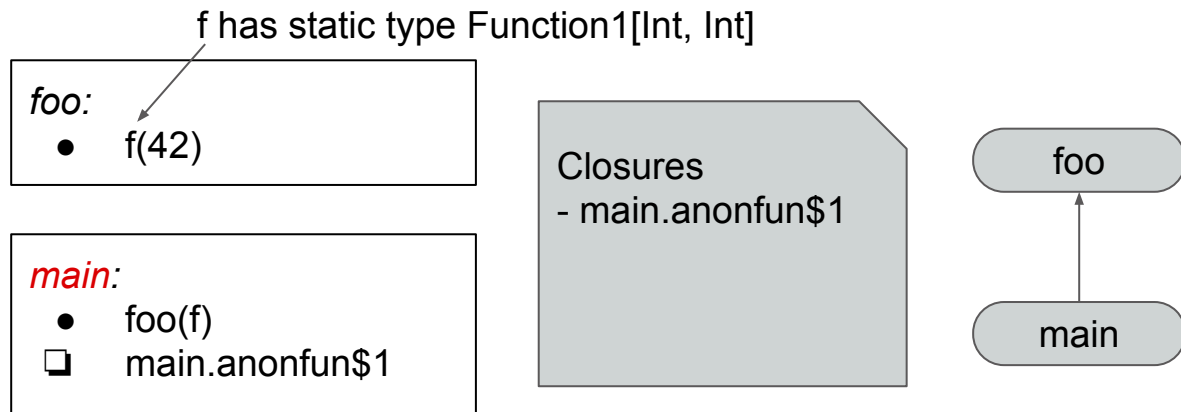 f has static type Function1[Int, Int]
foo:
● f(42)
main:
● foo(f)
❏ main.anonfun$1
Closures
- main.anonfun$1
foo
main